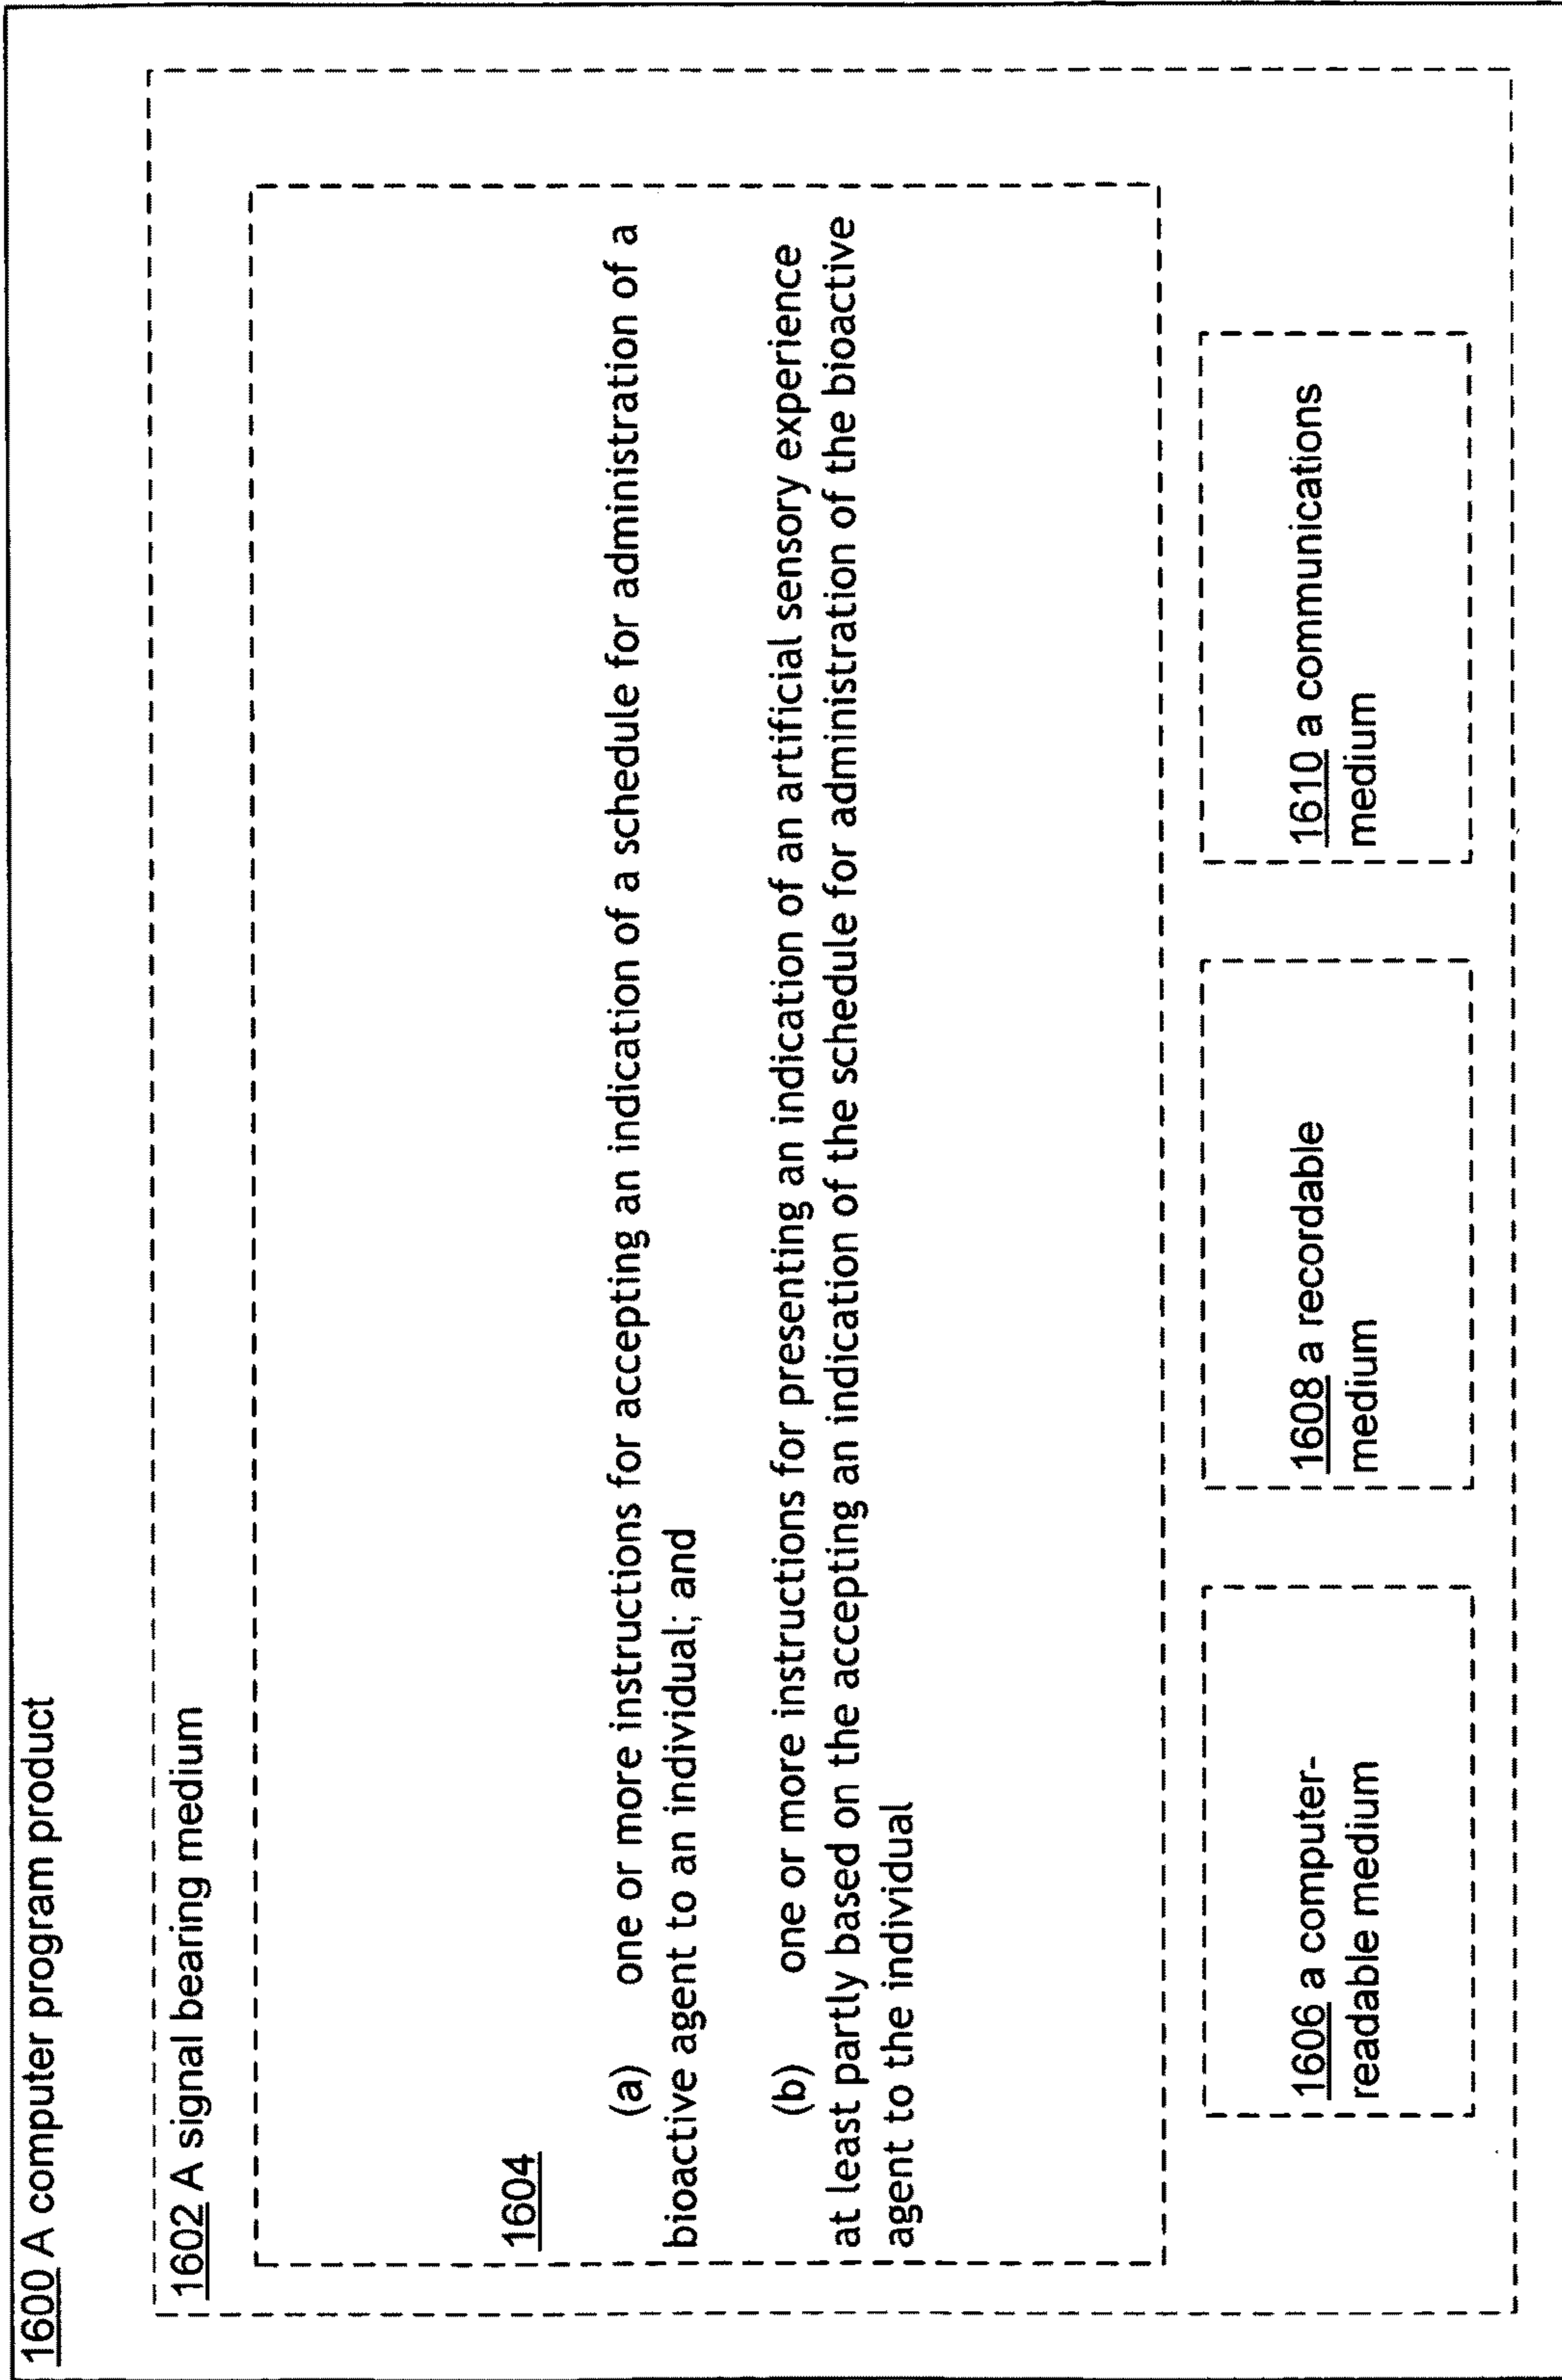 1600 A computer program product
1602 A signal bearing medium
1604
(a) one or more instructions for accepting an indication of a schedule for administration of a
bioactive agent to an individual; and
(b) one or more instructions for presenting an indication of an artificial sensory experience
at least partly based on the accepting an indication of the schedule for administration of the bioactive
agent to the individual
1606 a computer-
readable medium
1608 a recordable
medium
1610 a communications
medium